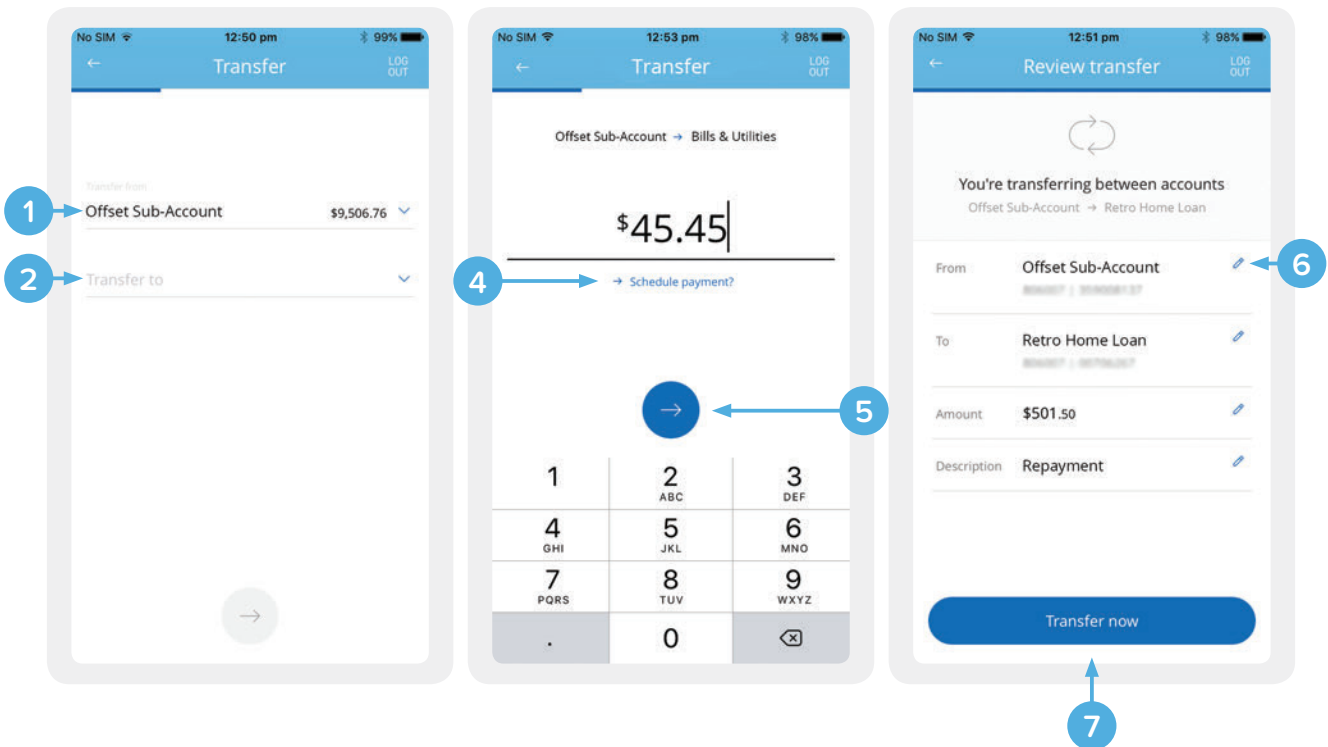 No SIM 12:50 pm 99%
Transfer LOG OUT
Transfer from
1
Offset Sub-Account $9,506.76
2
Transfer to
No SIM 12:53 pm 98%
Transfer LOG OUT
Offset Sub-Account → Bills & Utilities
$45.45
4
→ Schedule payment?
→
5
1 2 3
ABC DEF
4 5 6
GHI JKL MNO
7 8 9
PQRS TUV WXYZ
. 0
No SIM 12:51 pm 98%
Review transfer LOG OUT
You're transferring between accounts
Offset Sub-Account → Retro Home Loan
From Offset Sub-Account
6
To Retro Home Loan
Amount $501.50
Description Repayment
Transfer now
7